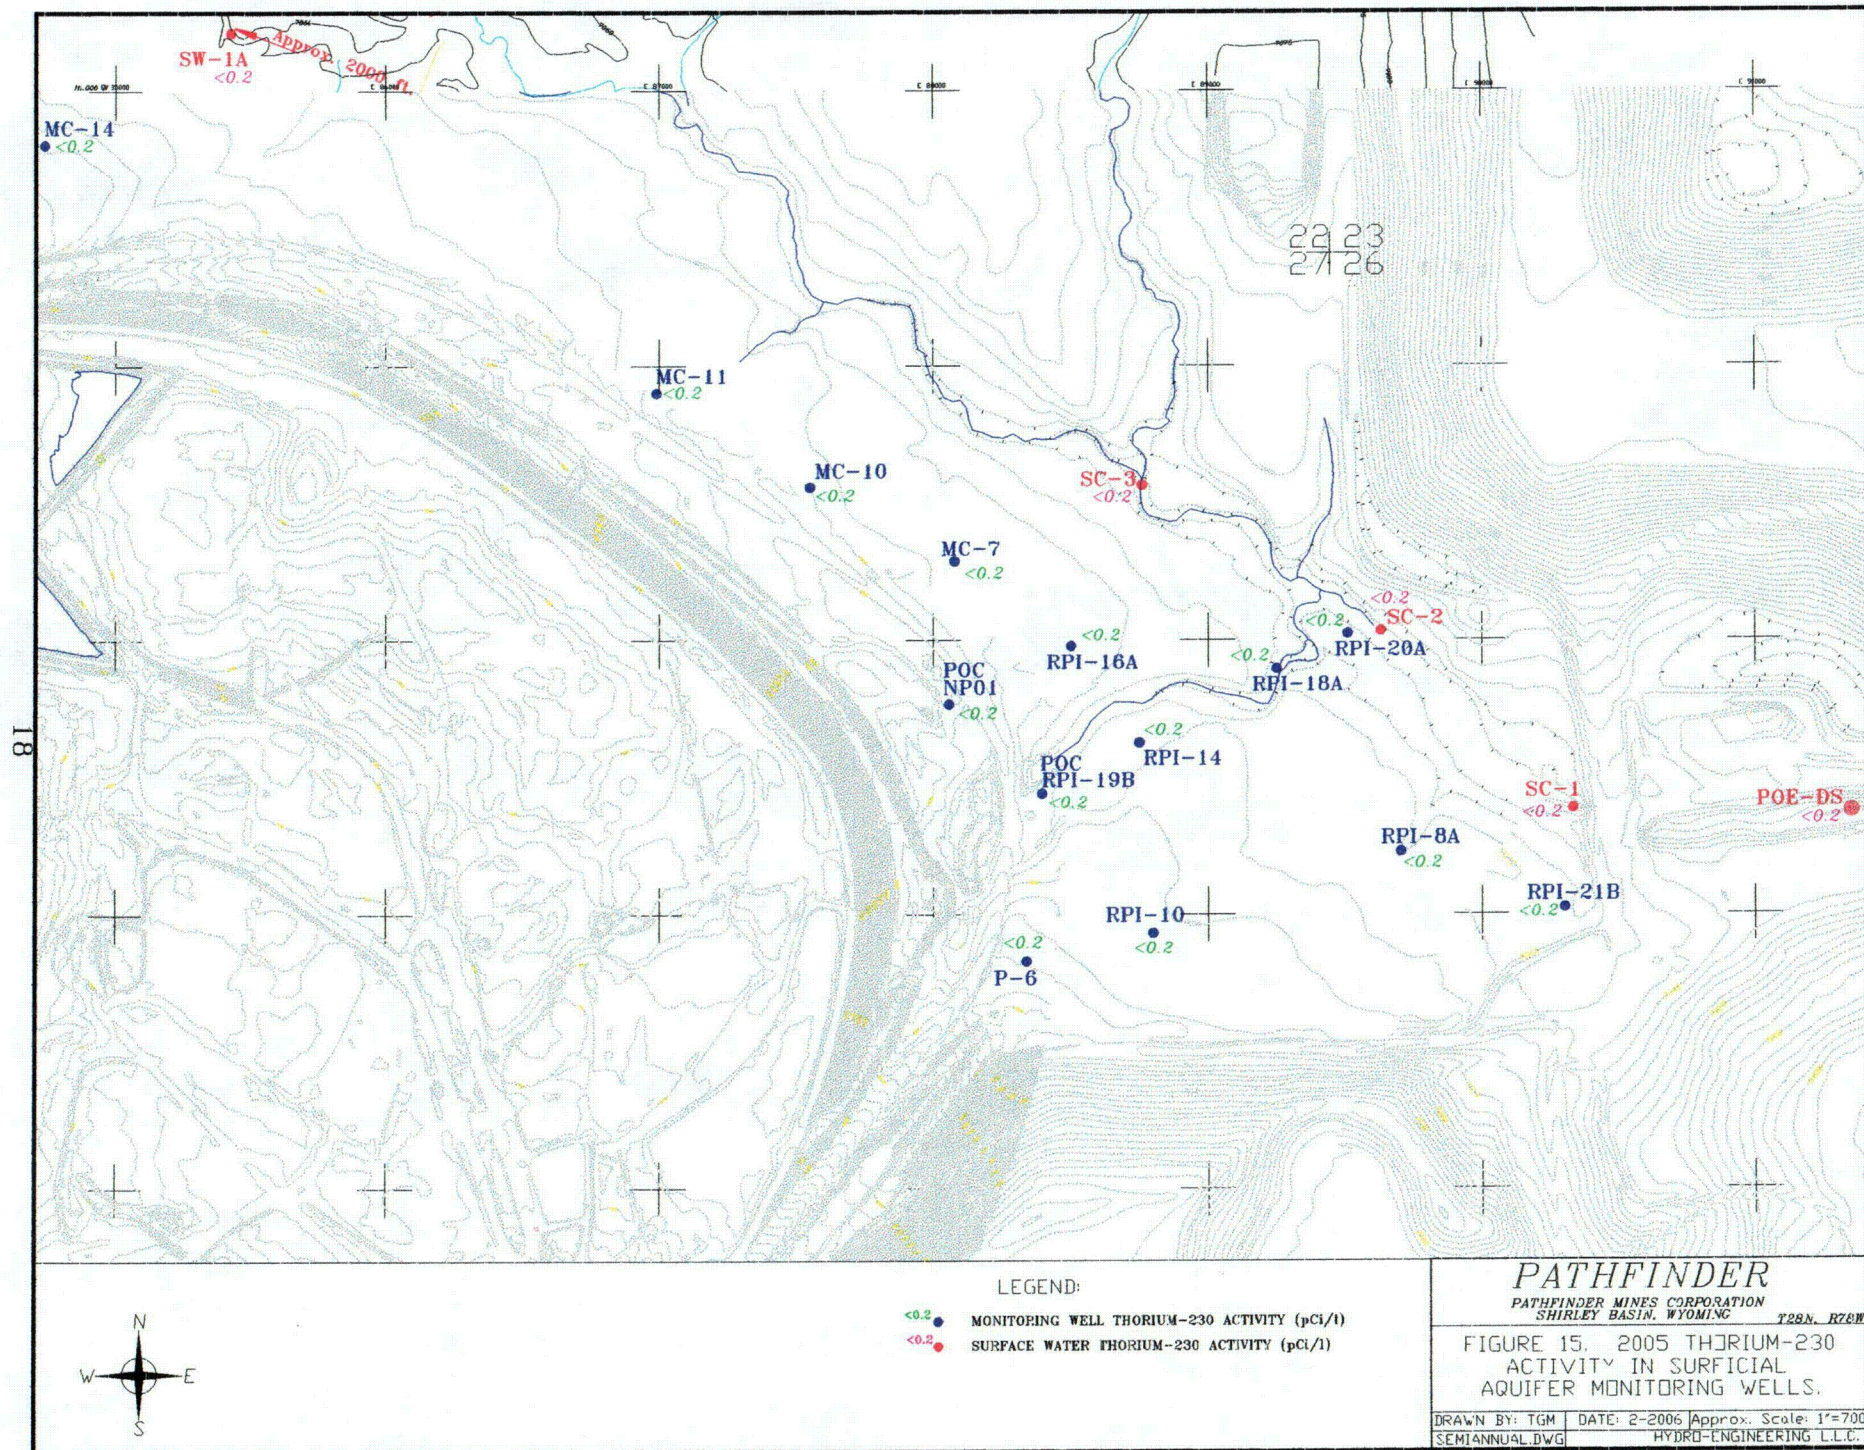 SW-1A
<0.2
Approx. 2000 ft.
MC-14
<0.2
22 23
27 26
MC-11
<0.2
MC-10
<0.2
SC-3
<0.2
MC-7
<0.2
<0.2
SC-2
<0.2
RPI-20A
<0.2
RPI-16A
<0.2
RPI-18A
POC
NP01
<0.2
<0.2
RPI-14
POC
RPI-19B
<0.2
SC-1
<0.2
POE-DS
<0.2
RPI-8A
<0.2
RPI-21B
<0.2
RPI-10
<0.2
<0.2
P-6
18
LEGEND:
<0.2 MONITORING WELL THORIUM-230 ACTIVITY (pCi/l)
<0.2 SURFACE WATER THORIUM-230 ACTIVITY (pCi/l)
N
W E
S
PATHFINDER
PATHFINDER MINES CORPORATION
SHIRLEY BASIN, WYOMING T28N, R78W
FIGURE 15. 2005 THORIUM-230
ACTIVITY IN SURFICIAL
AQUIFER MONITORING WELLS.
DRAWN BY: TGM DATE: 2-2006 Approx. Scale: 1"=700
SEMIANNUAL.DWG HYDRO-ENGINEERING L.L.C.